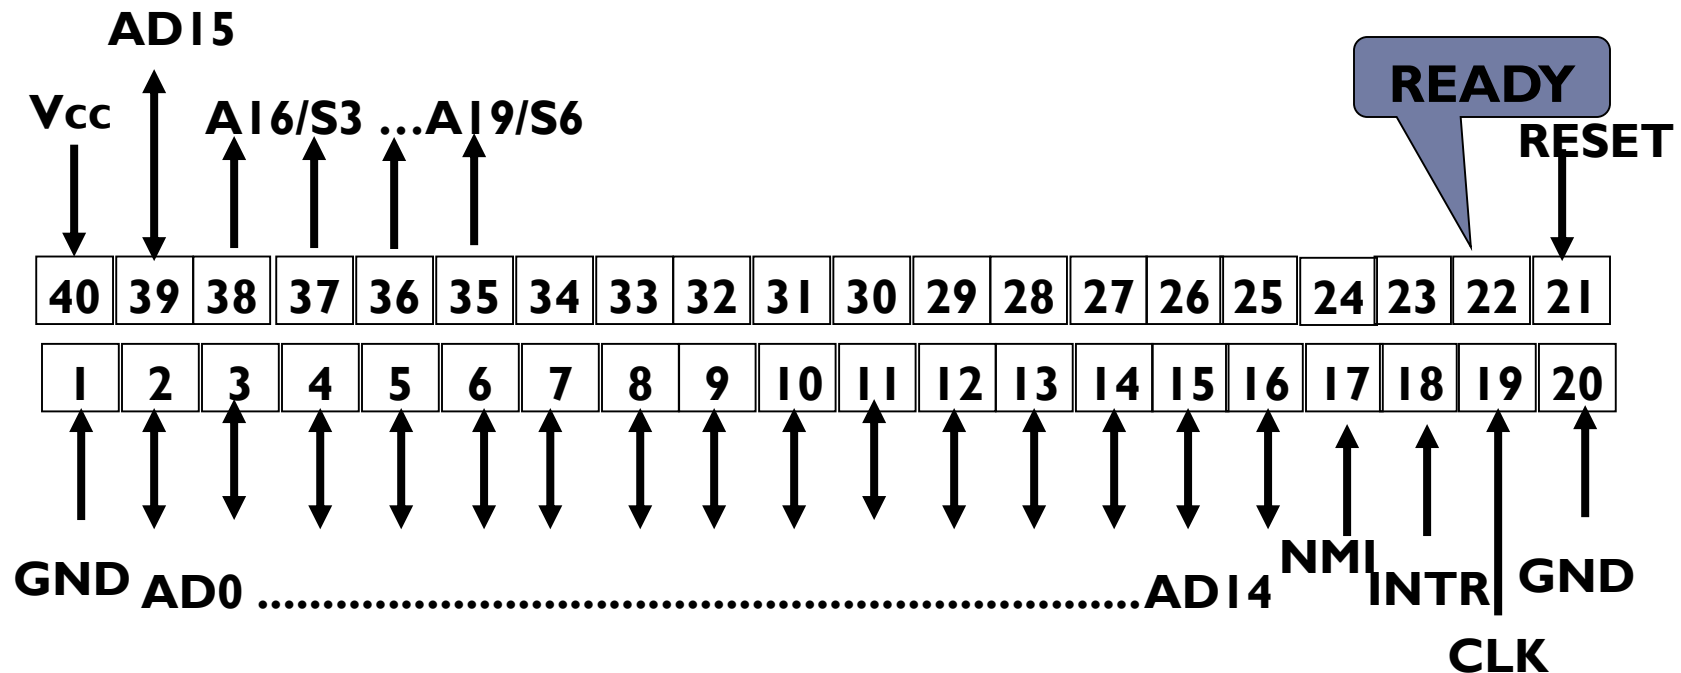 AD15
READY
Vcc
A16/S3 ...A19/S6
RESET
40 39 38 37 36 35 34 33 32 31 30 29 28 27 26 25 24 23 22 21
1 2 3 4 5 6 7 8 9 10 11 12 13 14 15 16 17 18 19 20
GND AD0 ....................................................................AD14 NMI INTR GND
CLK